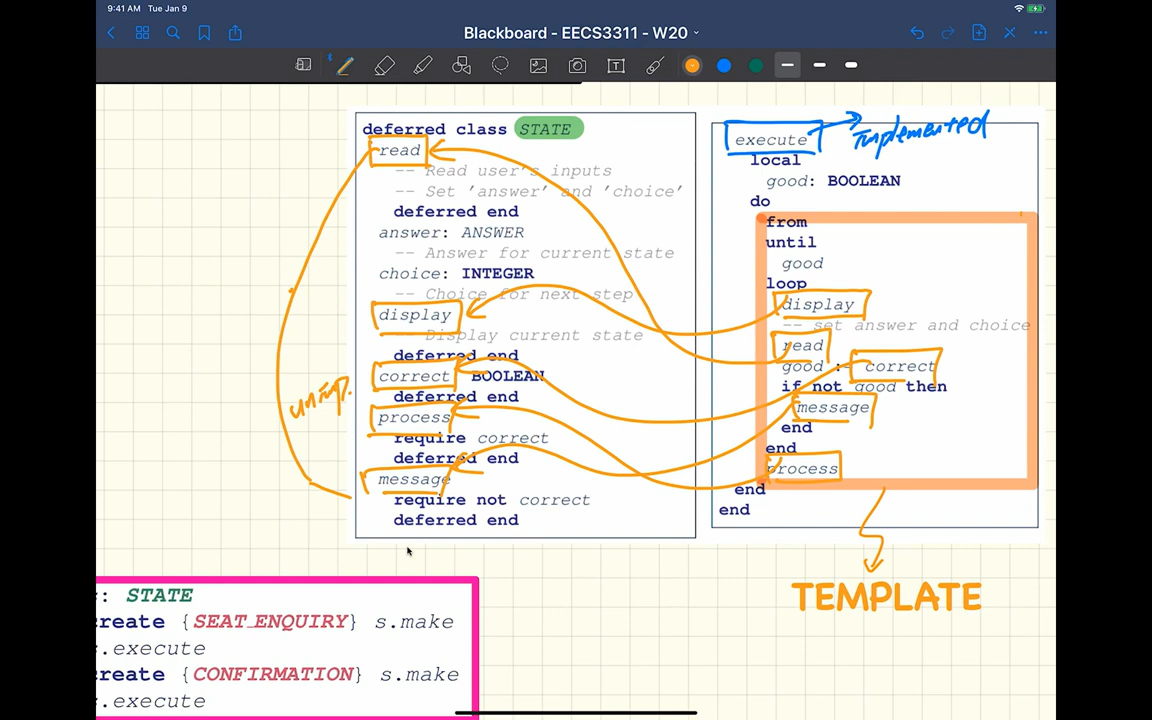 9:41 AM Tue Jan 9
Blackboard - EECS3311 - W20
deferred class STATE
read
-- Read user's inputs
-- Set 'answer' and 'choice'
deferred end
answer: ANSWER
-- Answer for current state
choice: INTEGER
-- Choice for next step
display
-- Display current state
deferred end
correct BOOLEAN
deferred end
process
require correct
deferred end
message
require not correct
deferred end
unimp.
execute
Implemented
local
good: BOOLEAN
do
from
until
good
loop
display
-- set answer and choice
read
good := correct
if not good then
message
end
end
process
end
end
TEMPLATE
: STATE
create {SEAT_ENQUIRY} s.make
s.execute
create {CONFIRMATION} s.make
s.execute